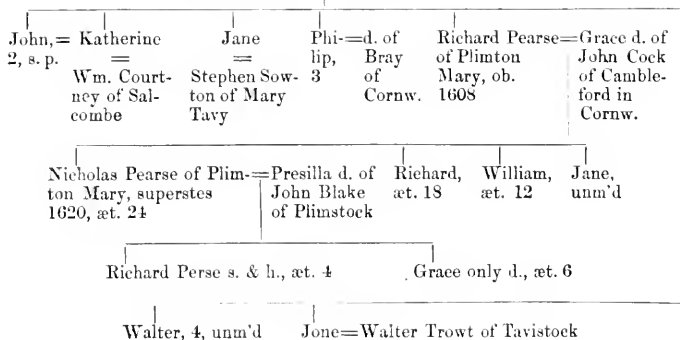 John,= Katherine Jane Phi-=d. of Richard Pearse=Grace d. of
2, s. p. = = lip, Bray of Plimton John Cock
Wm. Court- Stephen Sow- 3 of Mary, ob. of Camble-
ney of Sal- ton of Mary Cornw. 1608 ford in
combe Tavy Cornw.
Nicholas Pearse of Plim-=Presilla d. of Richard, William, Jane,
ton Mary, superstes John Blake æt. 18 æt. 12 unm'd
1620, æt. 24 of Plimstock
Richard Perse s. & h., æt. 4 Grace only d., æt. 6
Walter, 4, unm'd Jone=Walter Trowt of Tavistock